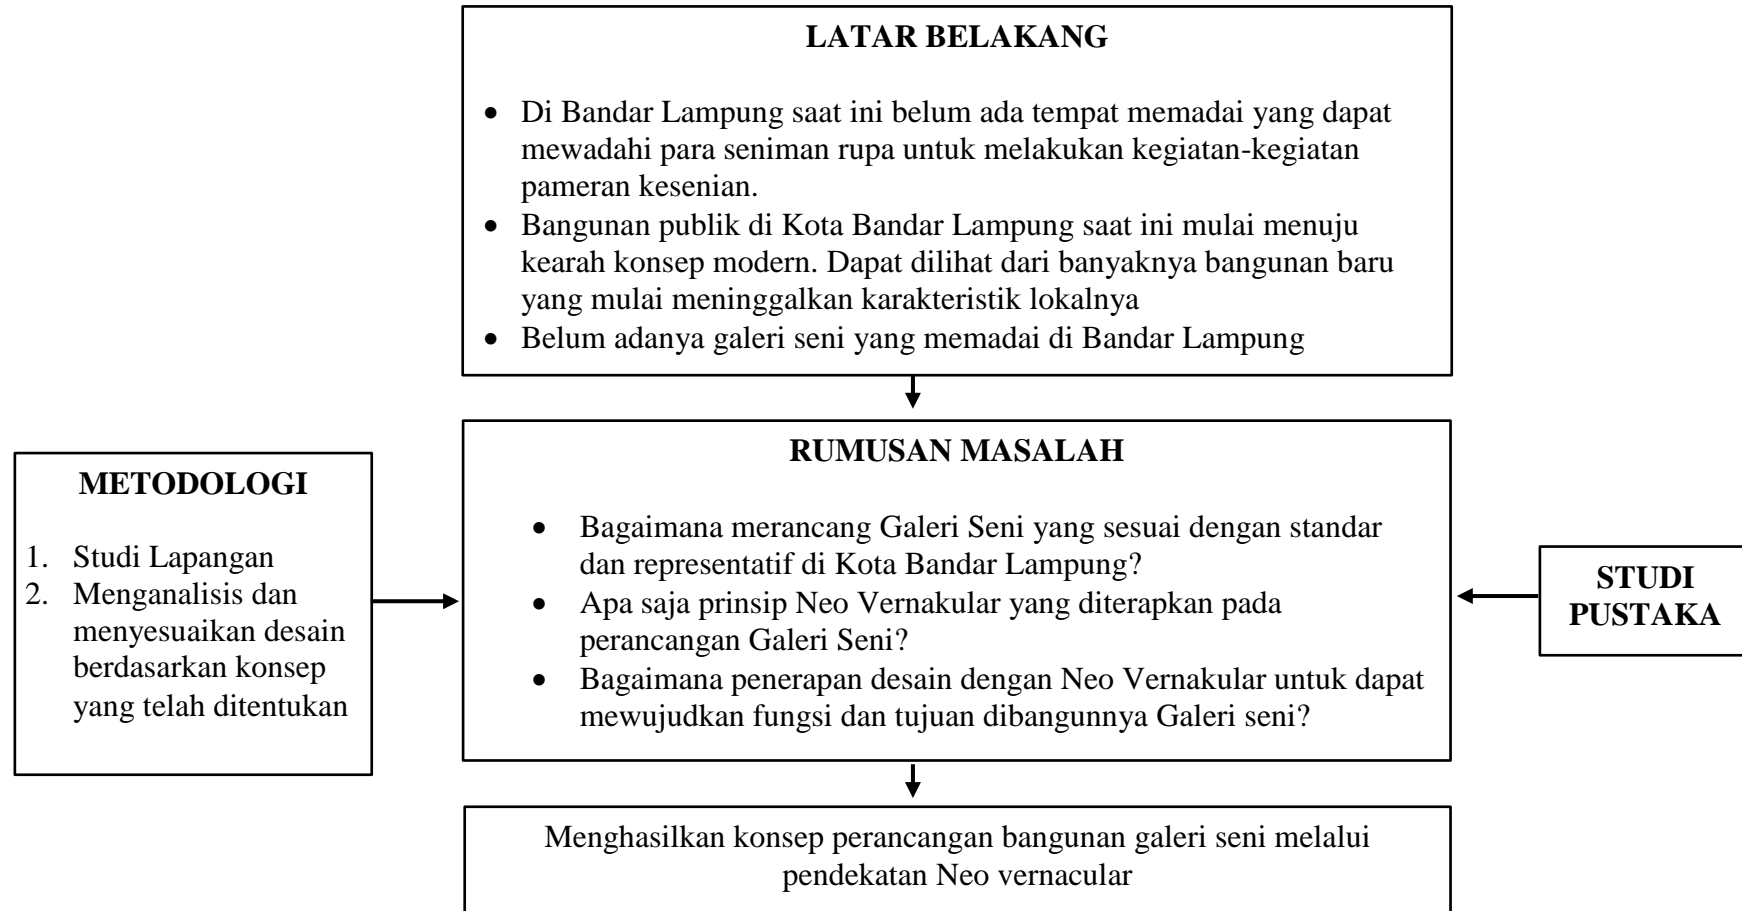 LATAR BELAKANG
• Di Bandar Lampung saat ini belum ada tempat memadai yang dapat
mewadahi para seniman rupa untuk melakukan kegiatan-kegiatan
pameran kesenian.
• Bangunan publik di Kota Bandar Lampung saat ini mulai menuju
kearah konsep modern. Dapat dilihat dari banyaknya bangunan baru
yang mulai meninggalkan karakteristik lokalnya
• Belum adanya galeri seni yang memadai di Bandar Lampung
METODOLOGI
1. Studi Lapangan
2. Menganalisis dan
menyesuaikan desain
berdasarkan konsep
yang telah ditentukan
RUMUSAN MASALAH
• Bagaimana merancang Galeri Seni yang sesuai dengan standar
dan representatif di Kota Bandar Lampung?
• Apa saja prinsip Neo Vernakular yang diterapkan pada
perancangan Galeri Seni?
• Bagaimana penerapan desain dengan Neo Vernakular untuk dapat
mewujudkan fungsi dan tujuan dibangunnya Galeri seni?
STUDI
PUSTAKA
Menghasilkan konsep perancangan bangunan galeri seni melalui
pendekatan Neo vernacular